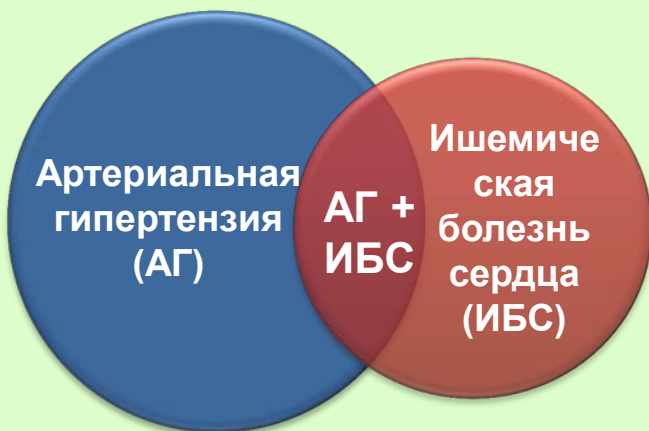 Артериальная
гипертензия
(АГ)
АГ +
ИБС
Ишемиче
ская
болезнь
сердца
(ИБС)